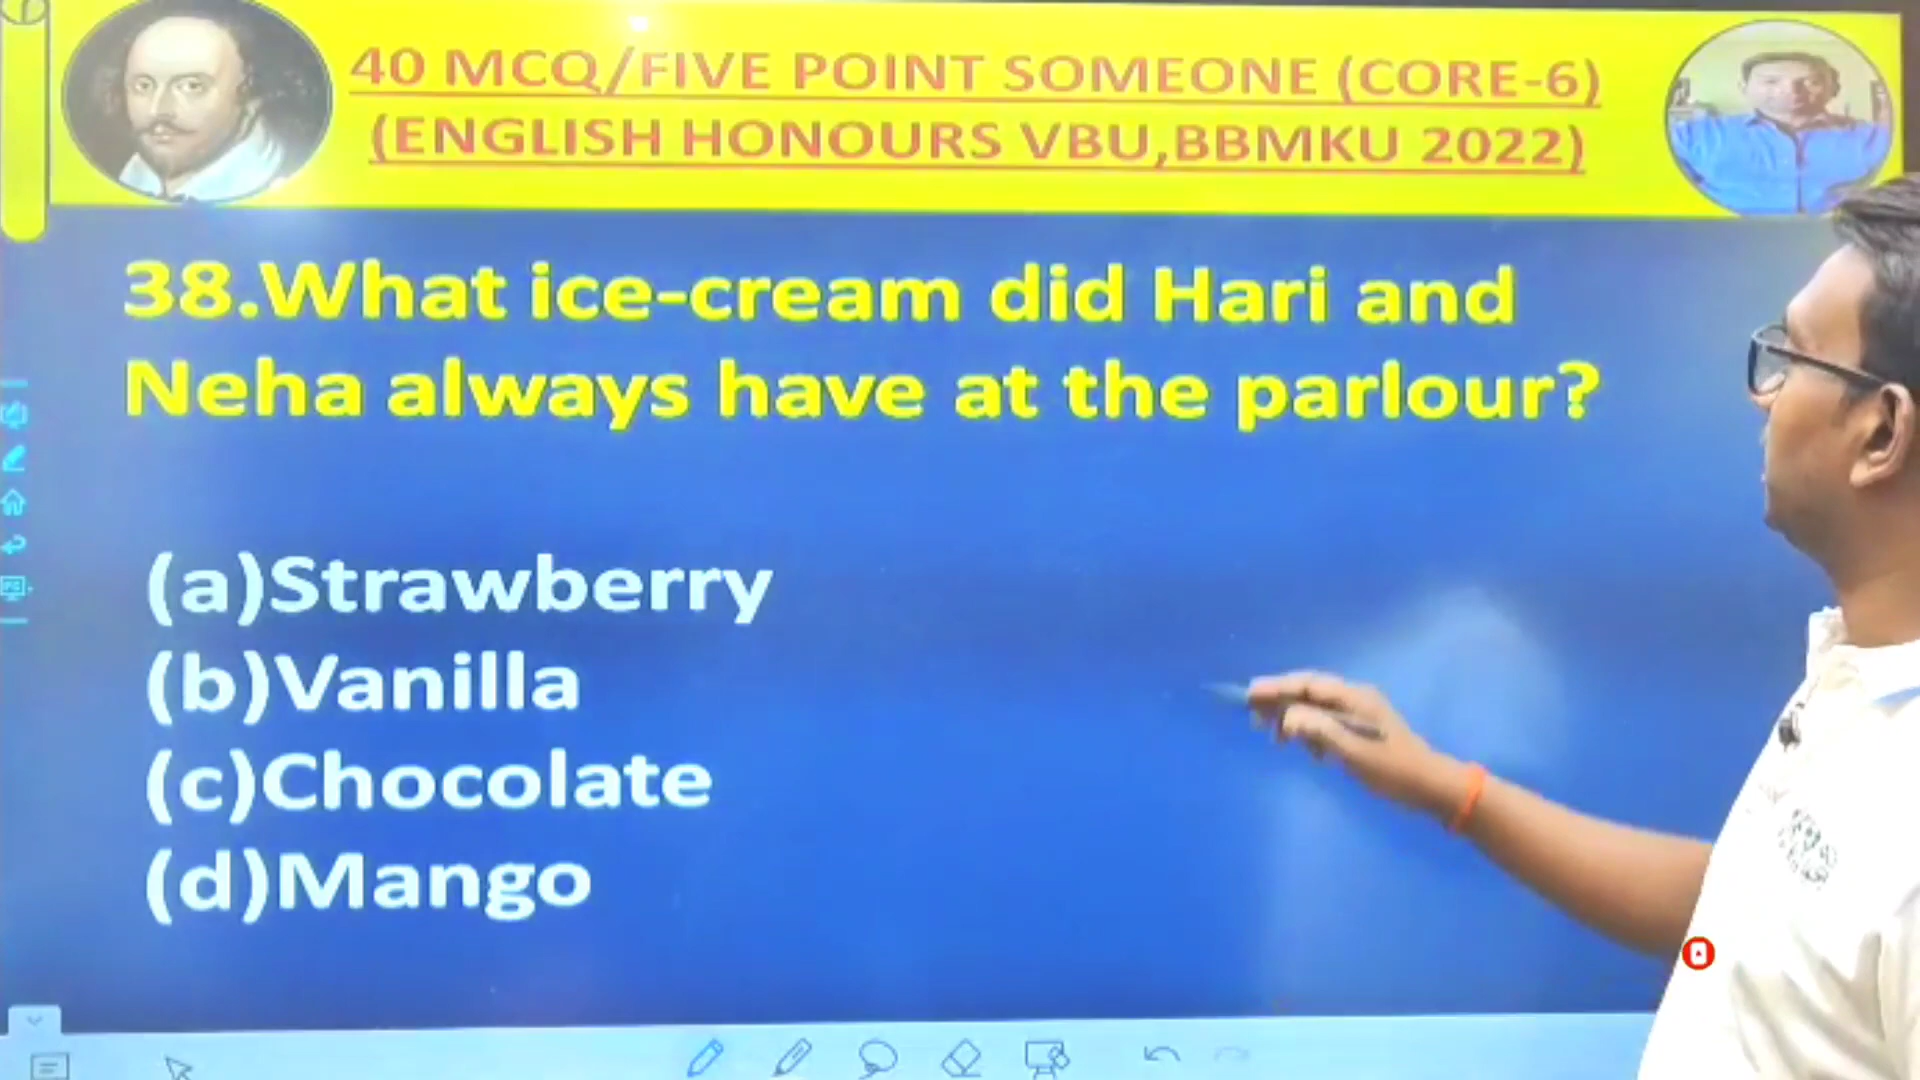 40 MCQ/FIVE POINT SOMEONE (CORE-6)
(ENGLISH HONOURS VBU,BBMKU 2022)
38.What ice-cream did Hari and
Neha always have at the parlour?
(a)Strawberry
(b)Vanilla
(c)Chocolate
(d)Mango